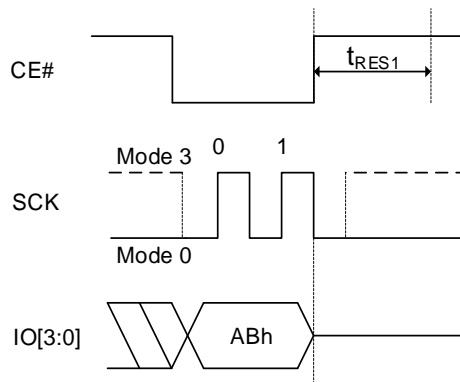 CE#
tRES1
Mode 3 0 1
SCK
Mode 0
IO[3:0]
ABh